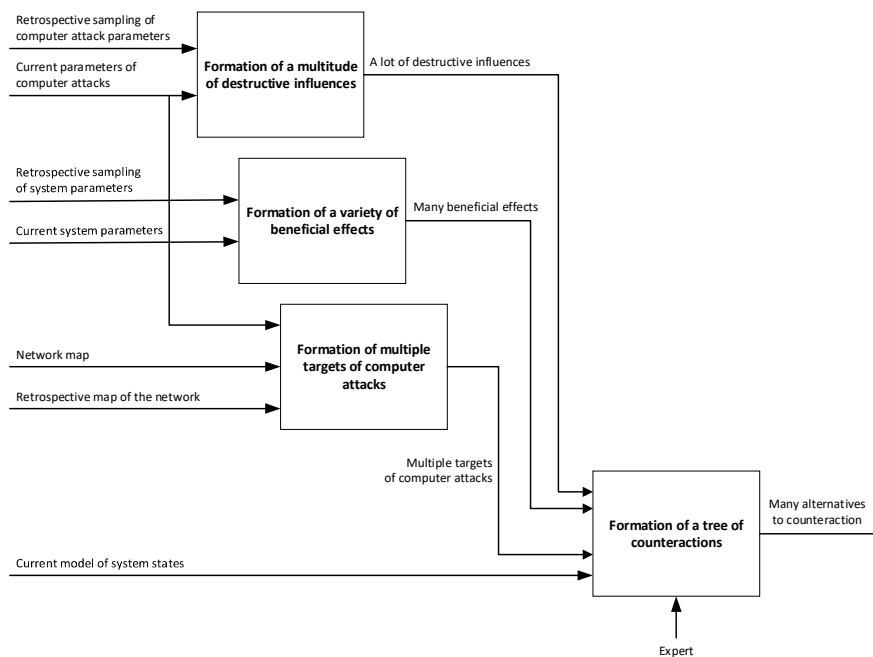 Retrospective sampling of
computer attack parameters
Current parameters of
computer attacks
Formation of a multitude
of destructive influences
A lot of destructive influences
Retrospective sampling
of system parameters
Current system parameters
Formation of a variety of
beneficial effects
Many beneficial effects
Network map
Retrospective map of the network
Formation of multiple
targets of computer
attacks
Multiple targets
of computer attacks
Current model of system states
Formation of a tree of
counteractions
Many alternatives
to counteraction
Expert